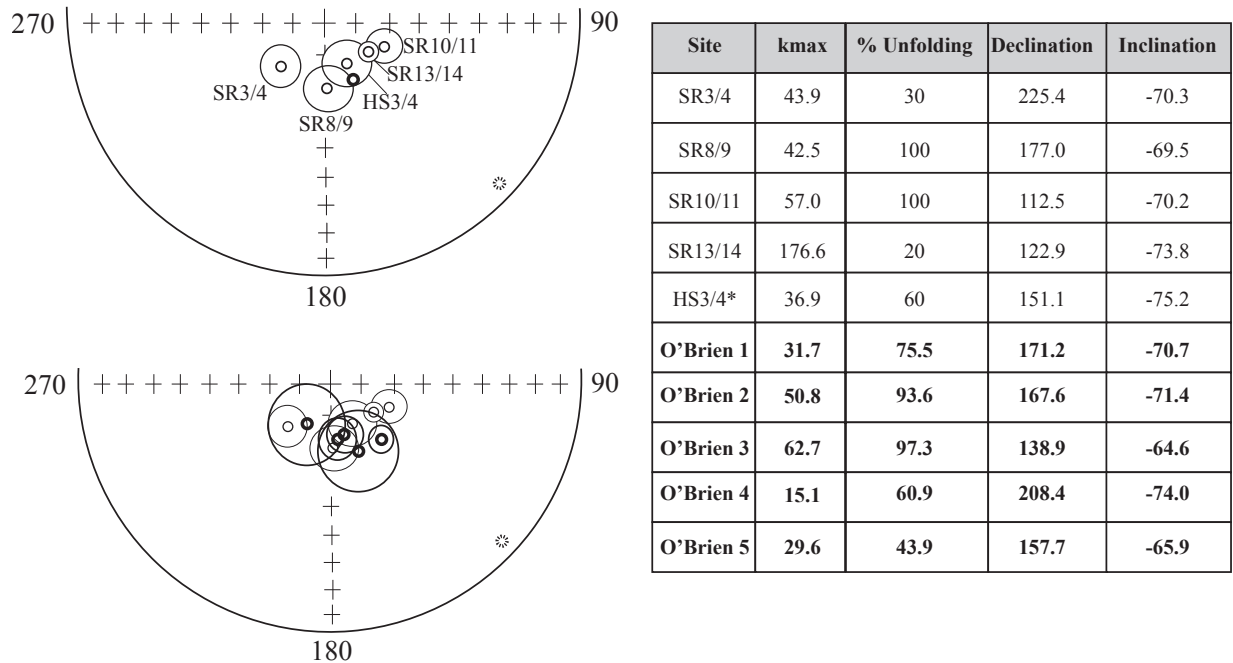 270
90
SR10/11
SR13/14
SR3/4
HS3/4
SR8/9
180
270
90
180
Site kmax % Unfolding Declination Inclination
SR3/4 43.9 30 225.4 -70.3
SR8/9 42.5 100 177.0 -69.5
SR10/11 57.0 100 112.5 -70.2
SR13/14 176.6 20 122.9 -73.8
HS3/4* 36.9 60 151.1 -75.2
O'Brien 1 31.7 75.5 171.2 -70.7
O'Brien 2 50.8 93.6 167.6 -71.4
O'Brien 3 62.7 97.3 138.9 -64.6
O'Brien 4 15.1 60.9 208.4 -74.0
O'Brien 5 29.6 43.9 157.7 -65.9